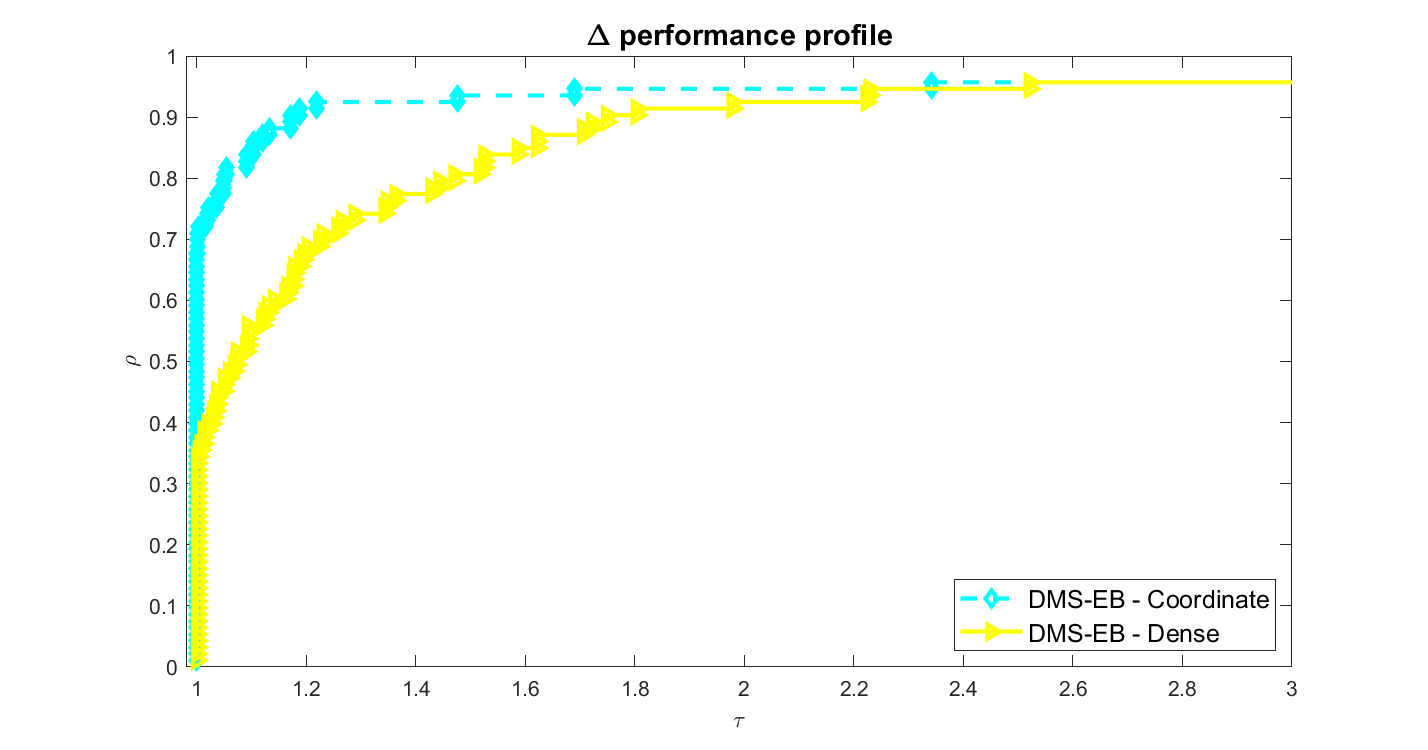 Δ performance profile
1
0.9
0.8
0.7
0.6
0.5
0.4
0.3
0.2
0.1
0
ρ
1 1.2 1.4 1.6 1.8 2 2.2 2.4 2.6 2.8 3
τ
DMS-EB - Coordinate
DMS-EB - Dense